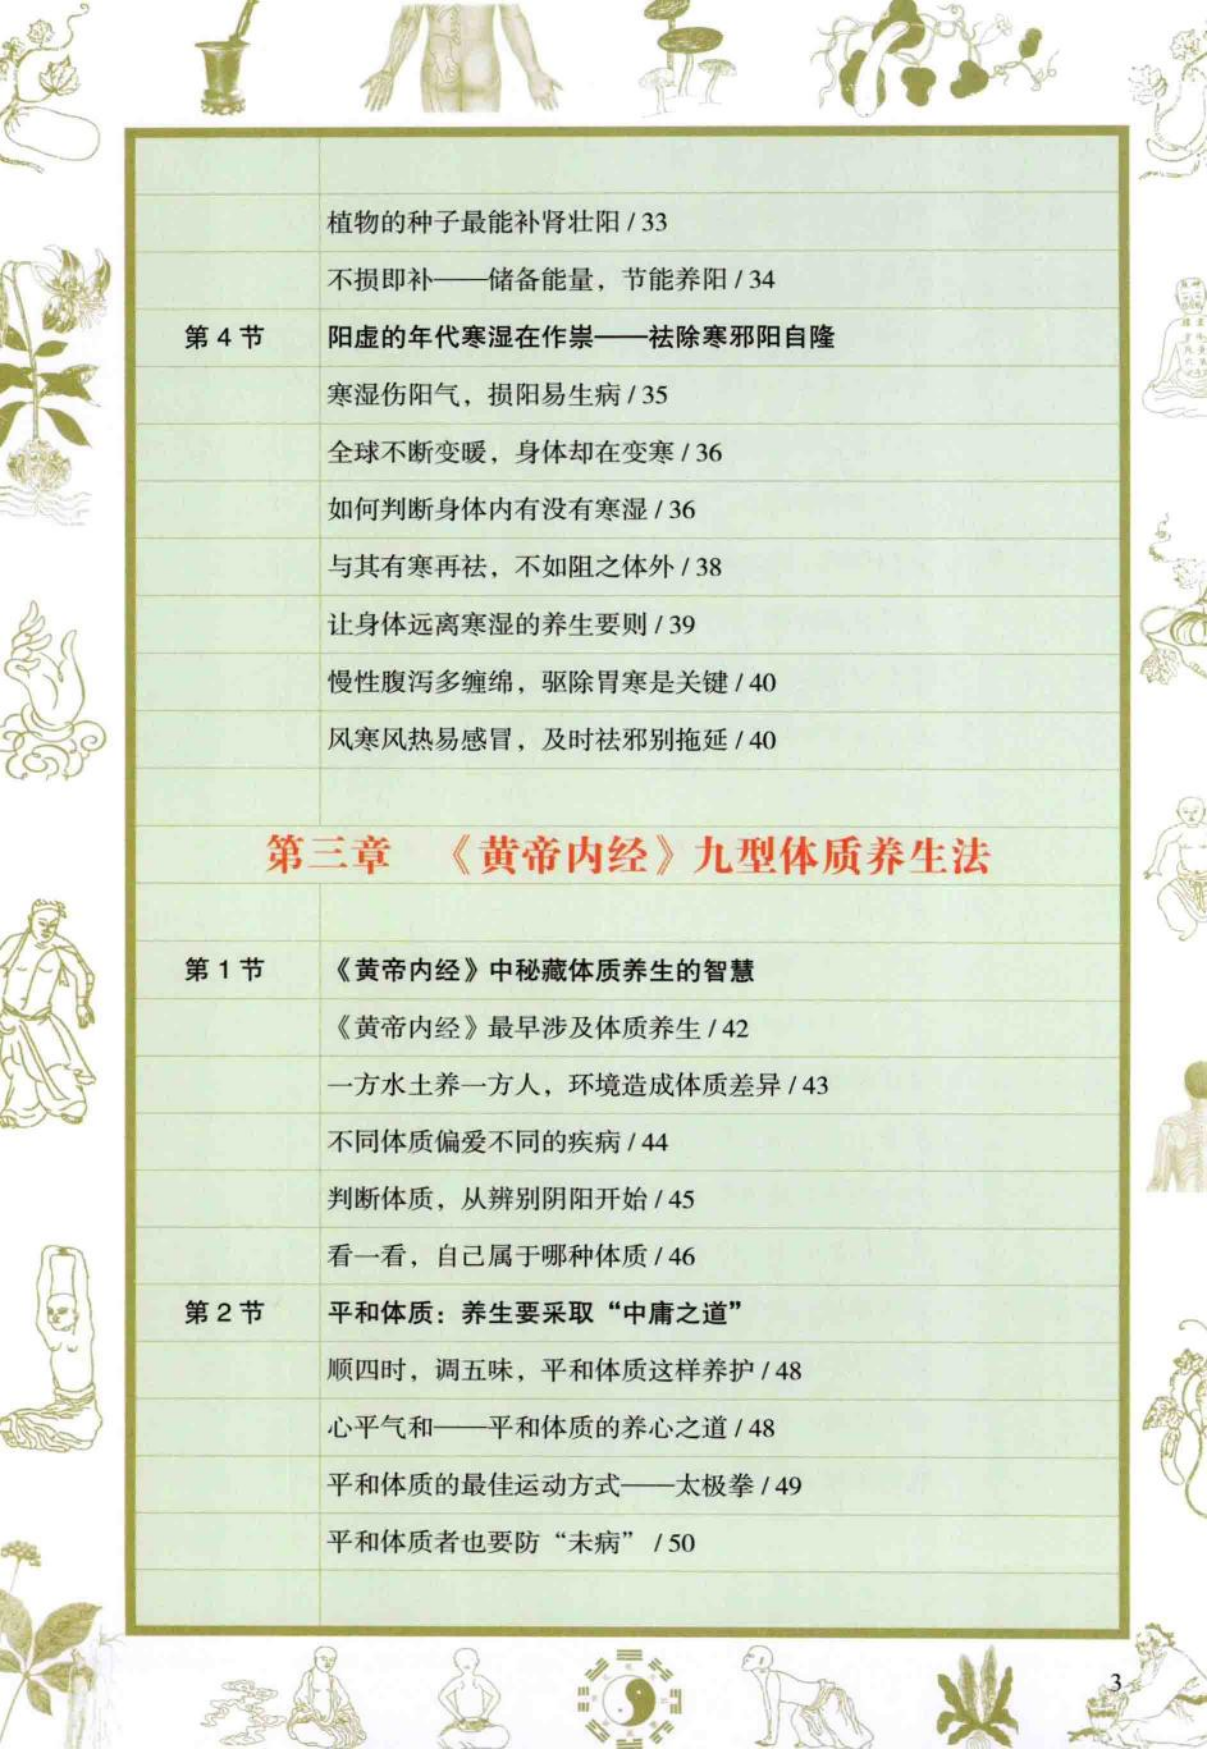 植物的种子最能补肾壮阳 / 33
不损即补——储备能量，节能养阳 / 34
第 4 节 阳虚的年代寒湿在作祟——祛除寒邪阳自隆
寒湿伤阳气，损阳易生病 / 35
全球不断变暖，身体却在变寒 / 36
如何判断身体内有没有寒湿 / 36
与其有寒再祛，不如阻之体外 / 38
让身体远离寒湿的养生要则 / 39
慢性腹泻多缠绵，驱除胃寒是关键 / 40
风寒风热易感冒，及时祛邪别拖延 / 40
第三章 《黄帝内经》九型体质养生法
第 1 节 《黄帝内经》中秘藏体质养生的智慧
《黄帝内经》最早涉及体质养生 / 42
一方水土养一方人，环境造成体质差异 / 43
不同体质偏爱不同的疾病 / 44
判断体质，从辨别阴阳开始 / 45
看一看，自己属于哪种体质 / 46
第 2 节 平和体质：养生要采取“中庸之道”
顺四时，调五味，平和体质这样养护 / 48
心平气和——平和体质的养心之道 / 48
平和体质的最佳运动方式——太极拳 / 49
平和体质者也要防“未病” / 50
3